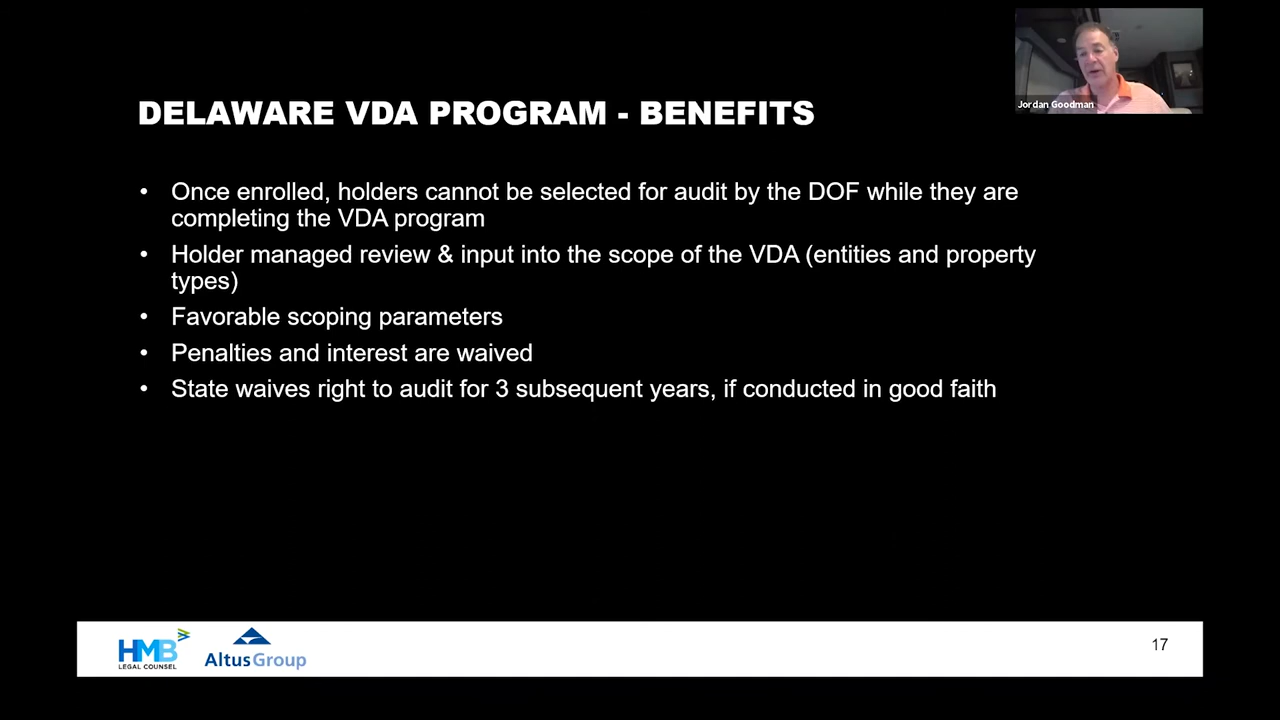 Jordan Goodman
DELAWARE VDA PROGRAM - BENEFITS
• Once enrolled, holders cannot be selected for audit by the DOF while they are
completing the VDA program
• Holder managed review & input into the scope of the VDA (entities and property
types)
• Favorable scoping parameters
• Penalties and interest are waived
• State waives right to audit for 3 subsequent years, if conducted in good faith
HMB
LEGAL COUNSEL
AltusGroup
17